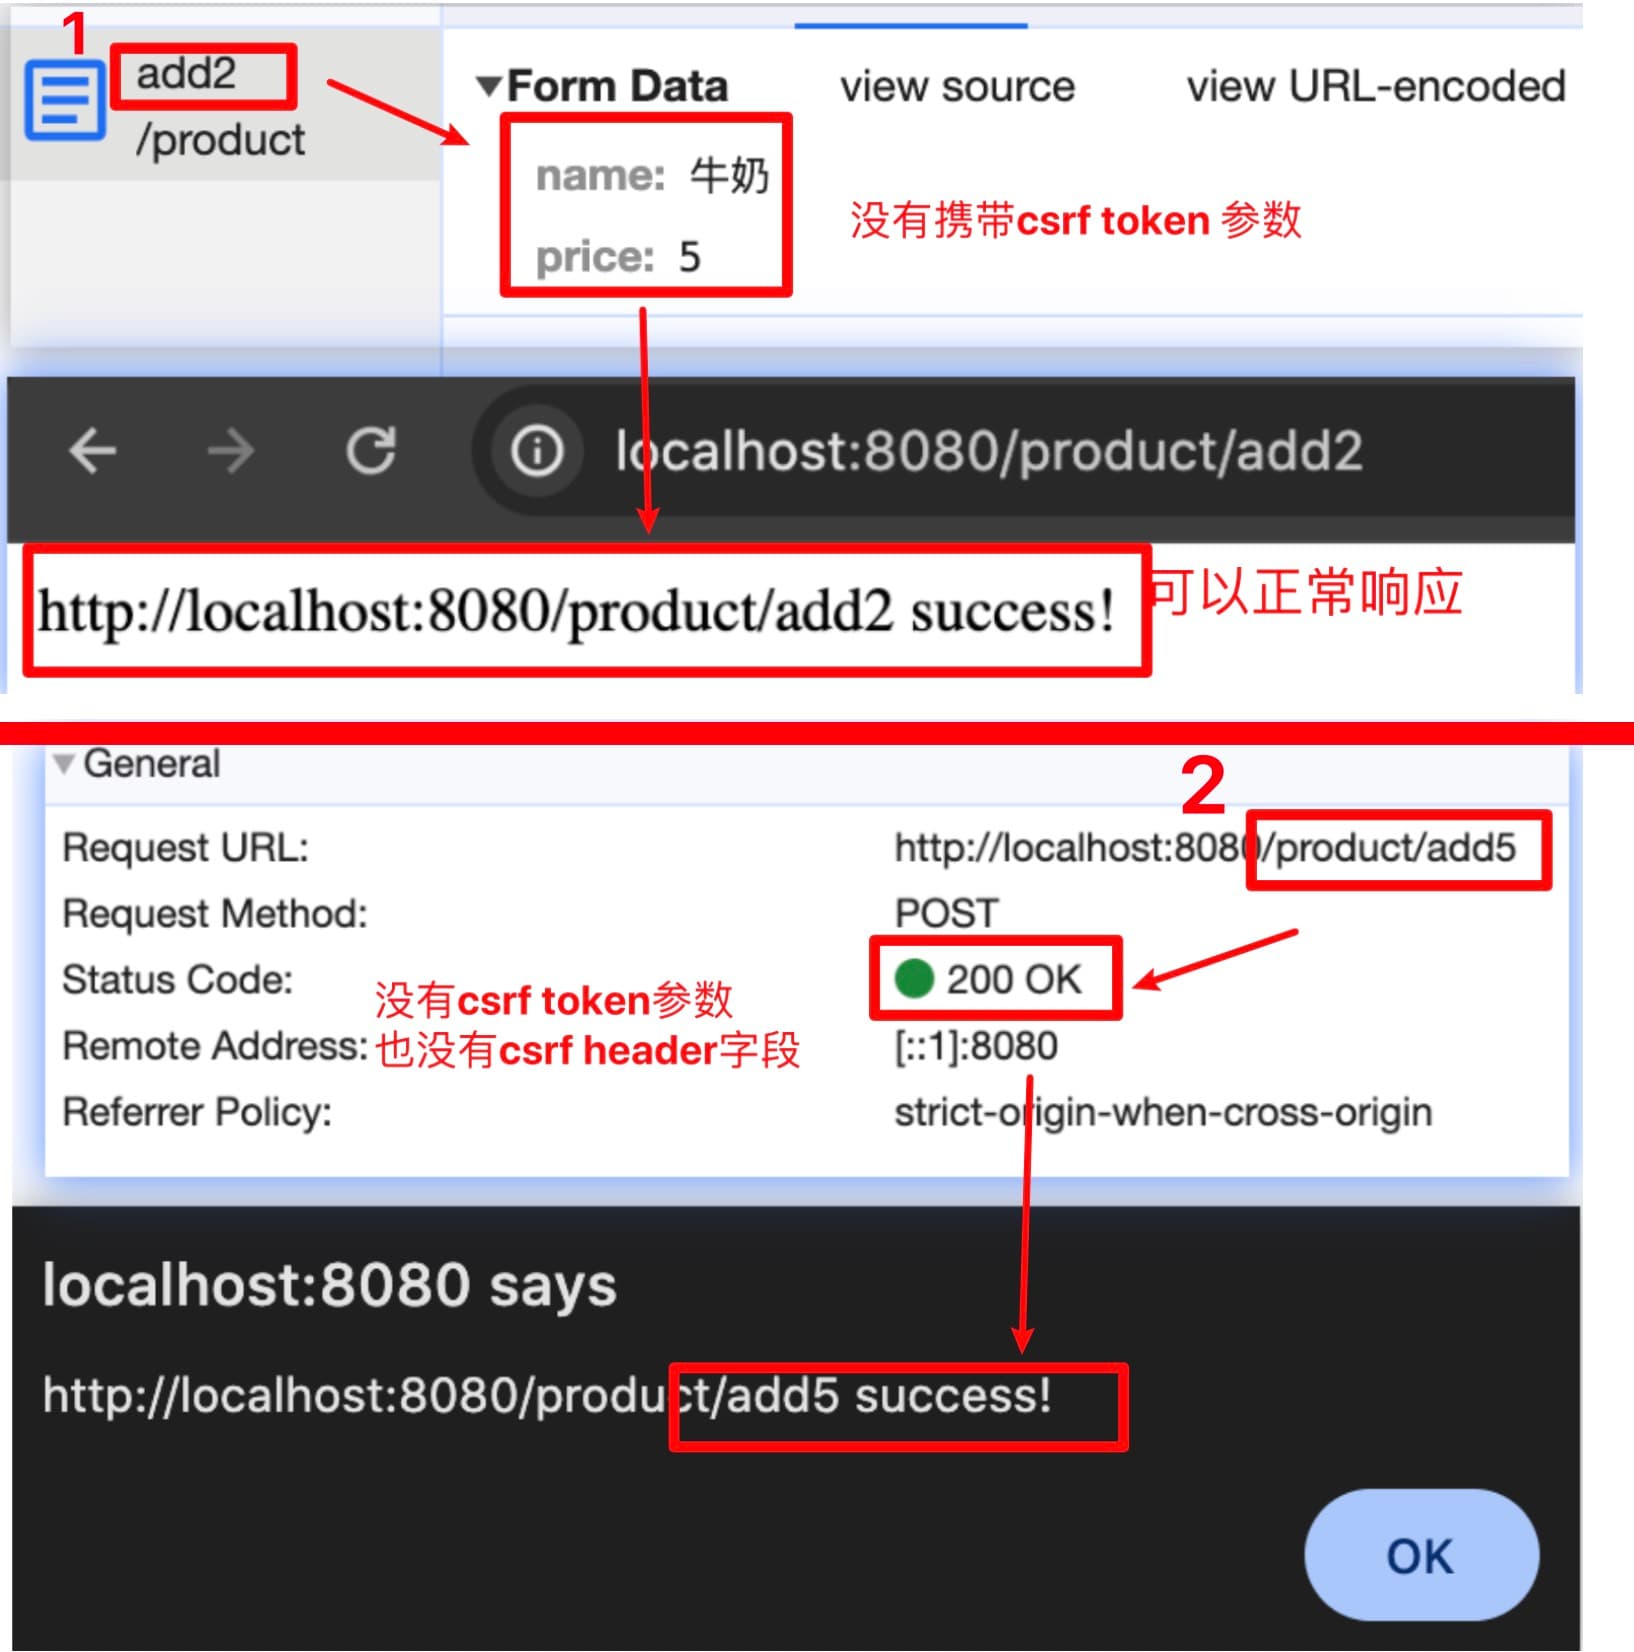 1
add2
/product
▼Form Data view source view URL-encoded
name: 牛奶
price: 5
没有携带csrf token 参数
localhost:8080/product/add2
http://localhost:8080/product/add2 success!
可以正常响应
▼General
2
Request URL: http://localhost:8080/product/add5
Request Method: POST
Status Code: 200 OK
没有csrf token参数
Remote Address: [::1]:8080
也没有csrf header字段
Referrer Policy: strict-origin-when-cross-origin
localhost:8080 says
http://localhost:8080/product/add5 success!
OK